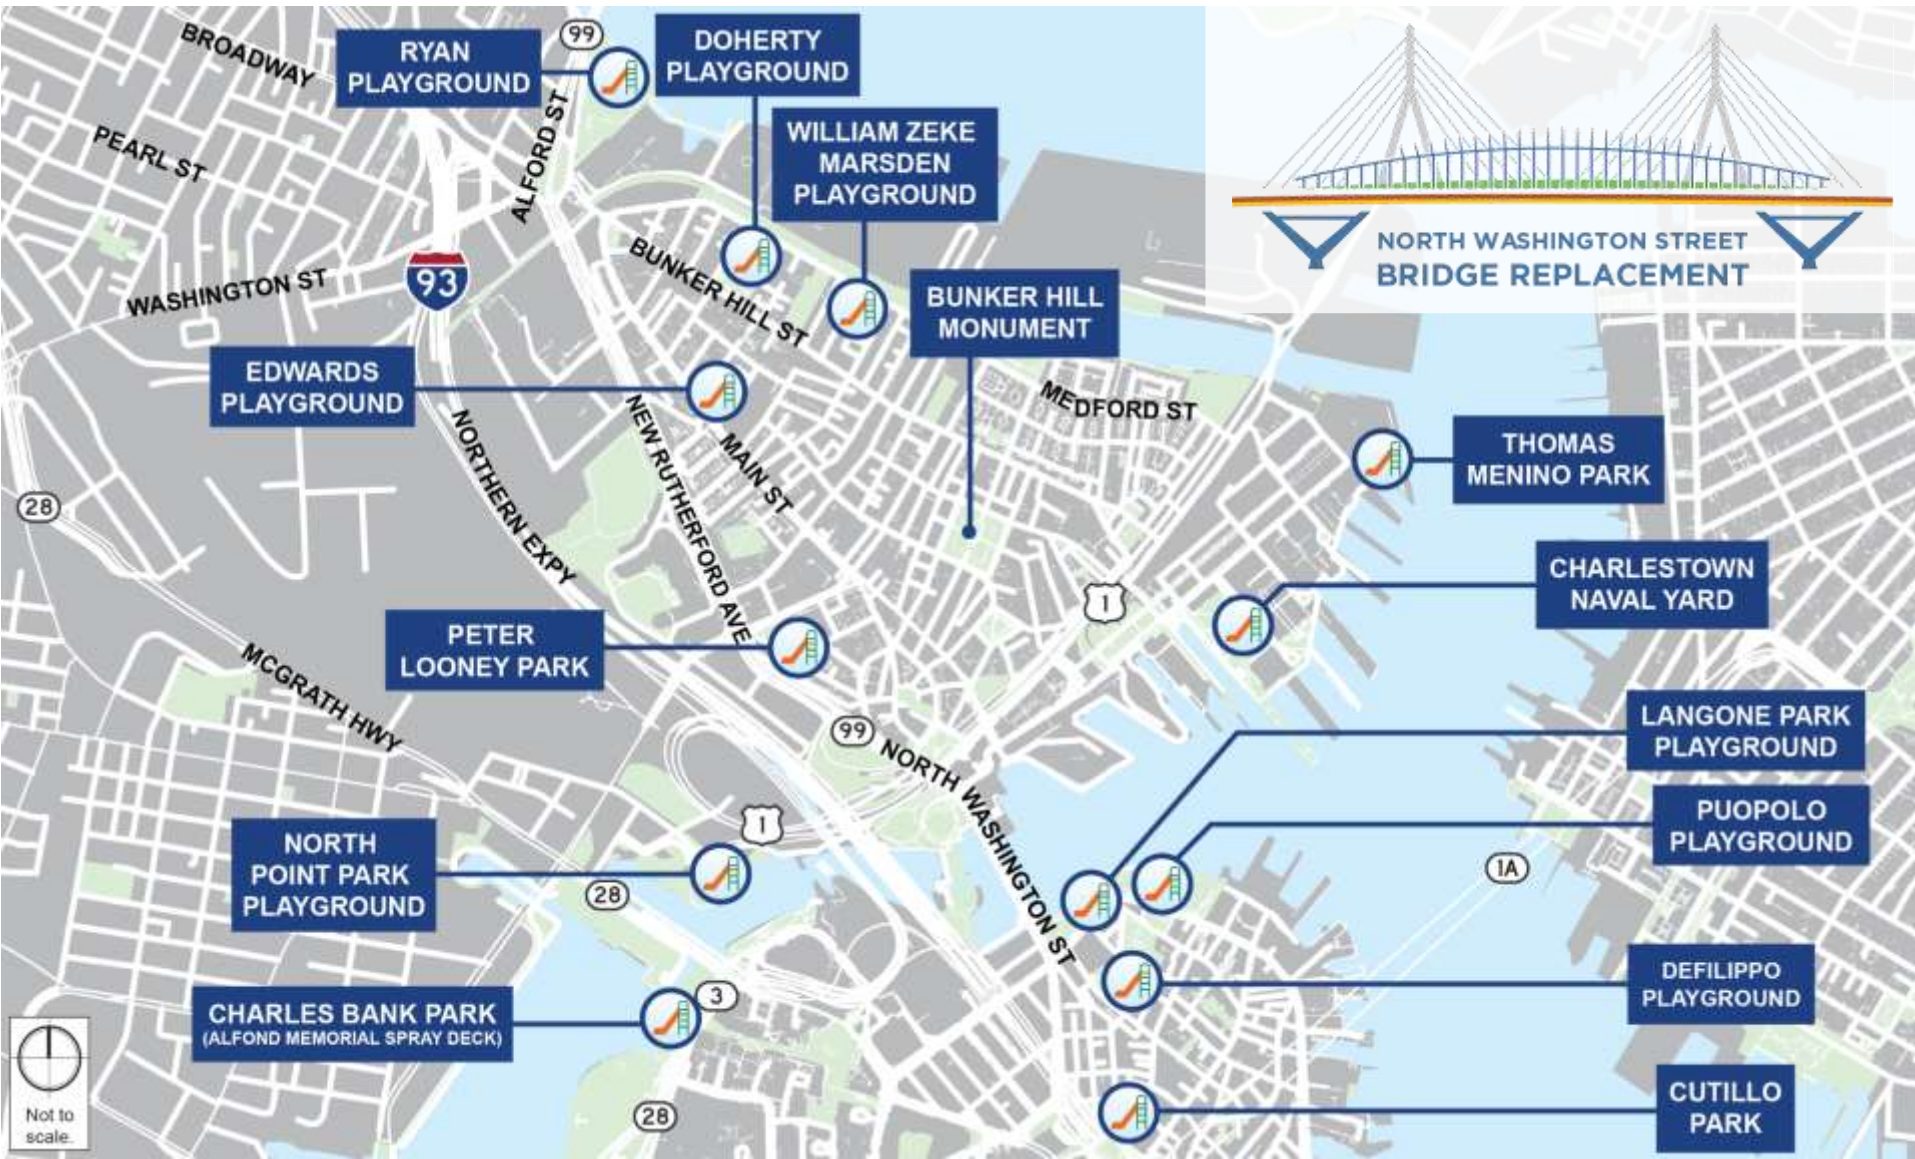 BROADWAY
RYAN
PLAYGROUND
99
DOHERTY
PLAYGROUND
PEARL ST
ALFORD ST
WILLIAM ZEKE
MARSDEN
PLAYGROUND
NORTH WASHINGTON STREET
BRIDGE REPLACEMENT
WASHINGTON ST
93
BUNKER HILL ST
BUNKER HILL
MONUMENT
EDWARDS
PLAYGROUND
MEDFORD ST
THOMAS
MENINO PARK
28
NORTHERN EXPY
NEW RUTHERFORD AVE
MAIN ST
CHARLESTOWN
NAVAL YARD
1
PETER
LOONEY PARK
MCGRATH HWY
99
NORTH WASHINGTON ST
LANGONE PARK
PLAYGROUND
PUOPOLO
PLAYGROUND
1
NORTH
POINT PARK
PLAYGROUND
28
1A
DEFILIPPO
PLAYGROUND
CHARLES BANK PARK
(ALFOND MEMORIAL SPRAY DECK)
3
CUTILLO
PARK
28
Not to
scale.